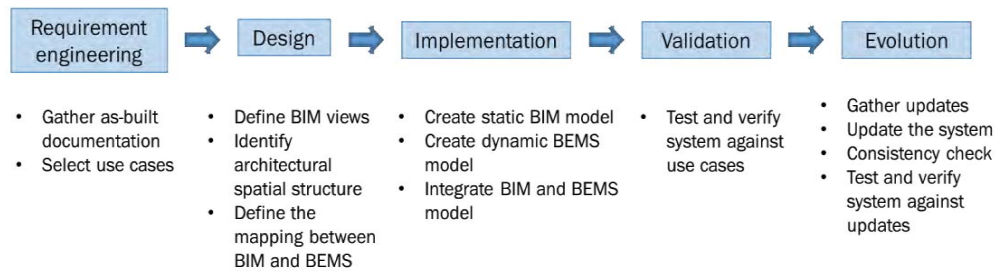 Requirement
engineering
Design
Implementation
Validation
Evolution
• Gather as-built
documentation
• Select use cases
• Define BIM views
• Identify
architectural
spatial structure
• Define the
mapping between
BIM and BEMS
• Create static BIM model
• Create dynamic BEMS
model
• Integrate BIM and BEMS
model
• Test and verify
system against
use cases
• Gather updates
• Update the system
• Consistency check
• Test and verify
system against
updates